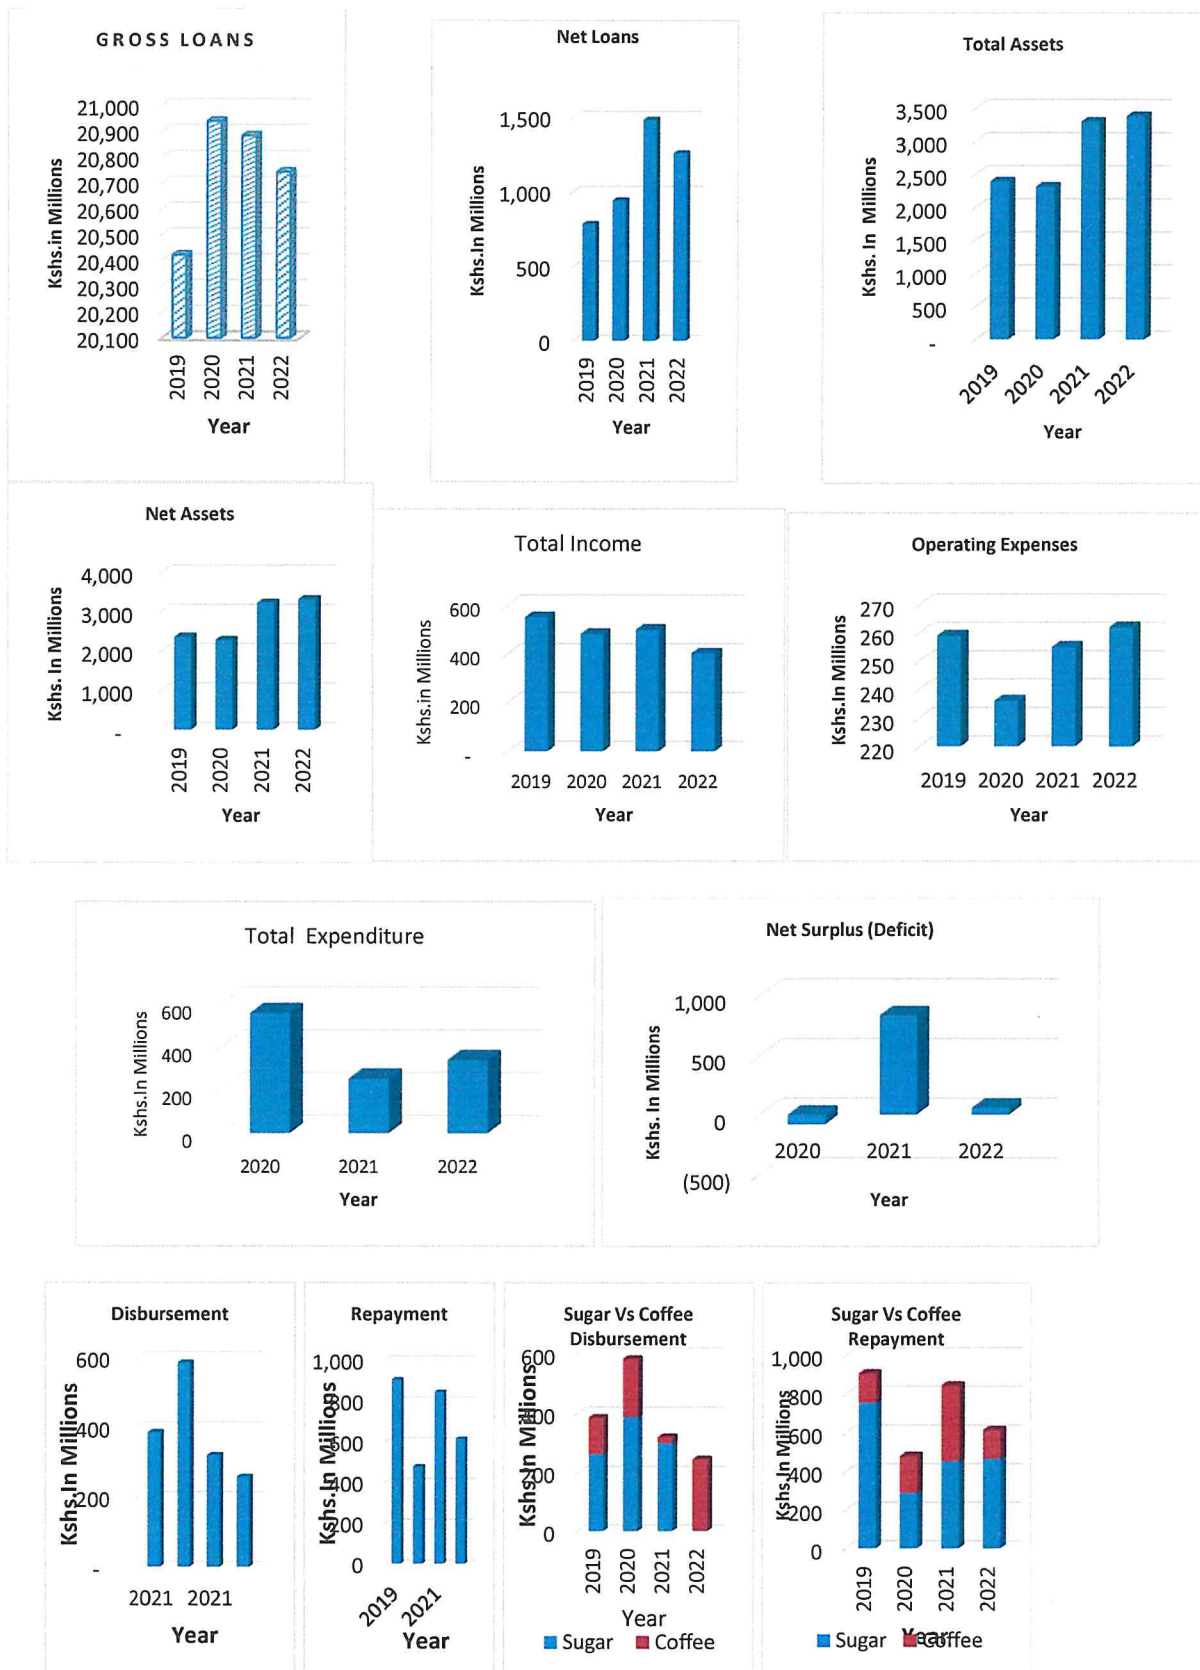 GROSS LOANS
21,000
20,900
20,800
20,700
20,600
20,500
20,400
20,300
20,200
20,100
Kshs.in Millions
2019
2020
2021
2022
Year
Net Loans
1,500
1,000
500
0
Kshs.In Millions
2019
2020
2021
2022
Year
Total Assets
3,500
3,000
2,500
2,000
1,500
1,000
500
-
Kshs. In Millions
2019
2020
2021
2022
Year
Net Assets
4,000
3,000
2,000
1,000
-
Kshs. In Millions
2019
2020
2021
2022
Year
Total Income
600
400
200
-
Kshs.in Millions
2019 2020 2021 2022
Year
Operating Expenses
270
260
250
240
230
220
Kshs.In Millions
2019 2020 2021 2022
Year
Total Expenditure
600
400
200
0
Kshs.In Millions
2020 2021 2022
Year
Net Surplus (Deficit)
1,000
500
0
(500)
Kshs. In Millions
2020 2021 2022
Year
Disbursement
600
400
200
-
Kshs.In Millions
2021 2021
Year
Repayment
1,000
800
600
400
200
0
Kshs.In Millions
2019
2021
Year
Sugar Vs Coffee
Disbursement
600
400
200
0
Kshs.In Millions
2019
2020
2021
2022
Year
Sugar Coffee
Sugar Vs Coffee
Repayment
1,000
800
600
400
200
0
Kshs.In Millions
2019
2020
2021
2022
Year
Sugar Coffee